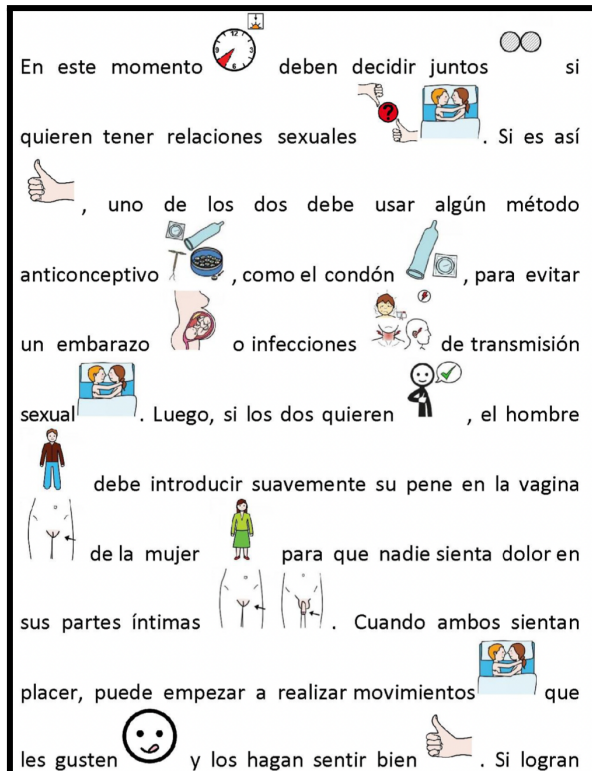 En este momento deben decidir juntos si
quieren tener relaciones sexuales . Si es así
, uno de los dos debe usar algún método
anticonceptivo , como el condón , para evitar
un embarazo o infecciones de transmisión
sexual . Luego, si los dos quieren , el hombre
debe introducir suavemente su pene en la vagina
de la mujer para que nadie sienta dolor en
sus partes íntimas . Cuando ambos sientan
placer, puede empezar a realizar movimientos que
les gusten y los hagan sentir bien . Si logran